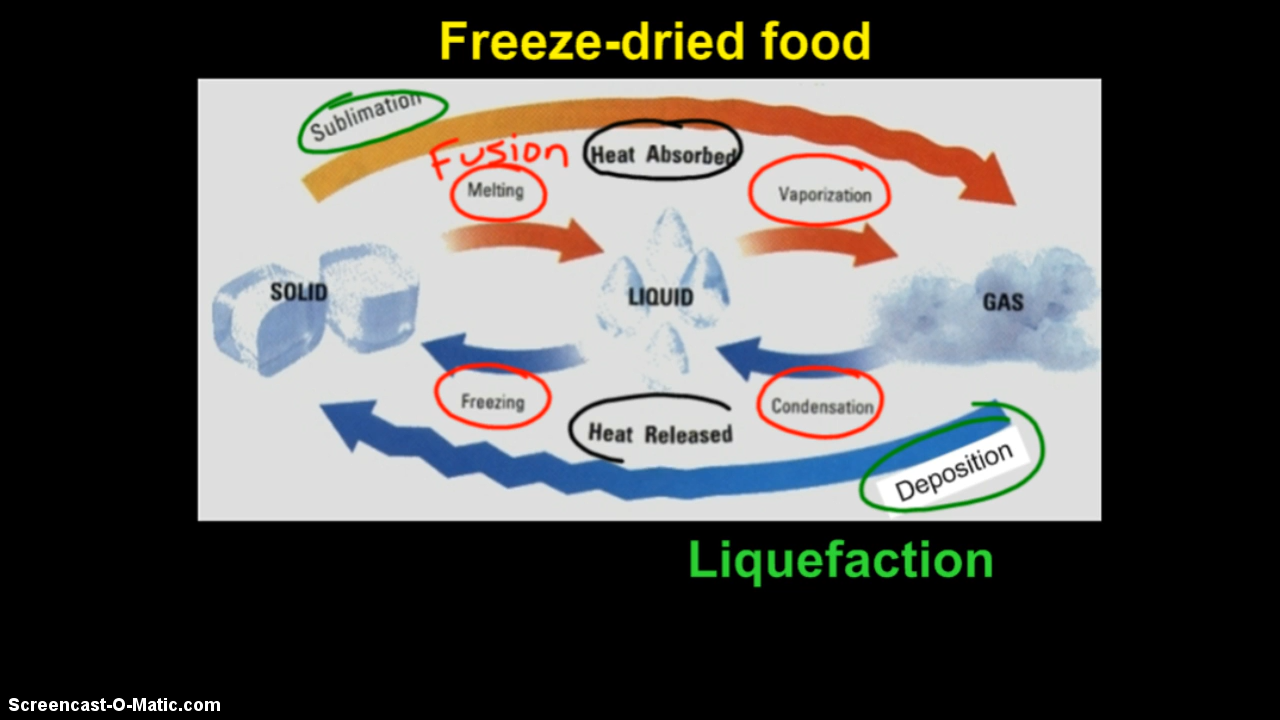 Freeze-dried food
Sublimation
Fusion
Heat Absorbed
Melting
Vaporization
SOLID
LIQUID
GAS
Freezing
Condensation
Heat Released
Deposition
Liquefaction
Screencast-O-Matic.com